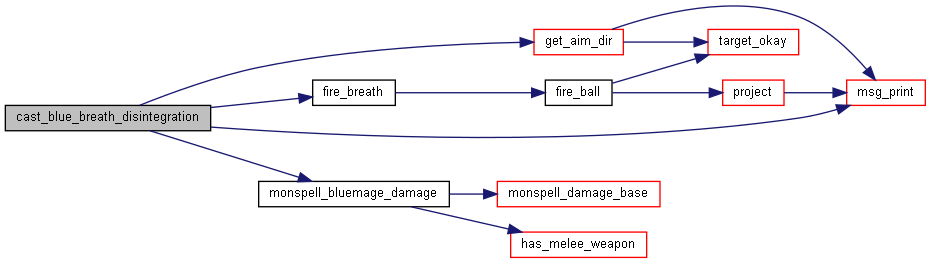 get_aim_dir
target_okay
fire_breath
fire_ball
project
msg_print
cast_blue_breath_disintegration
monspell_bluemage_damage
monspell_damage_base
has_melee_weapon